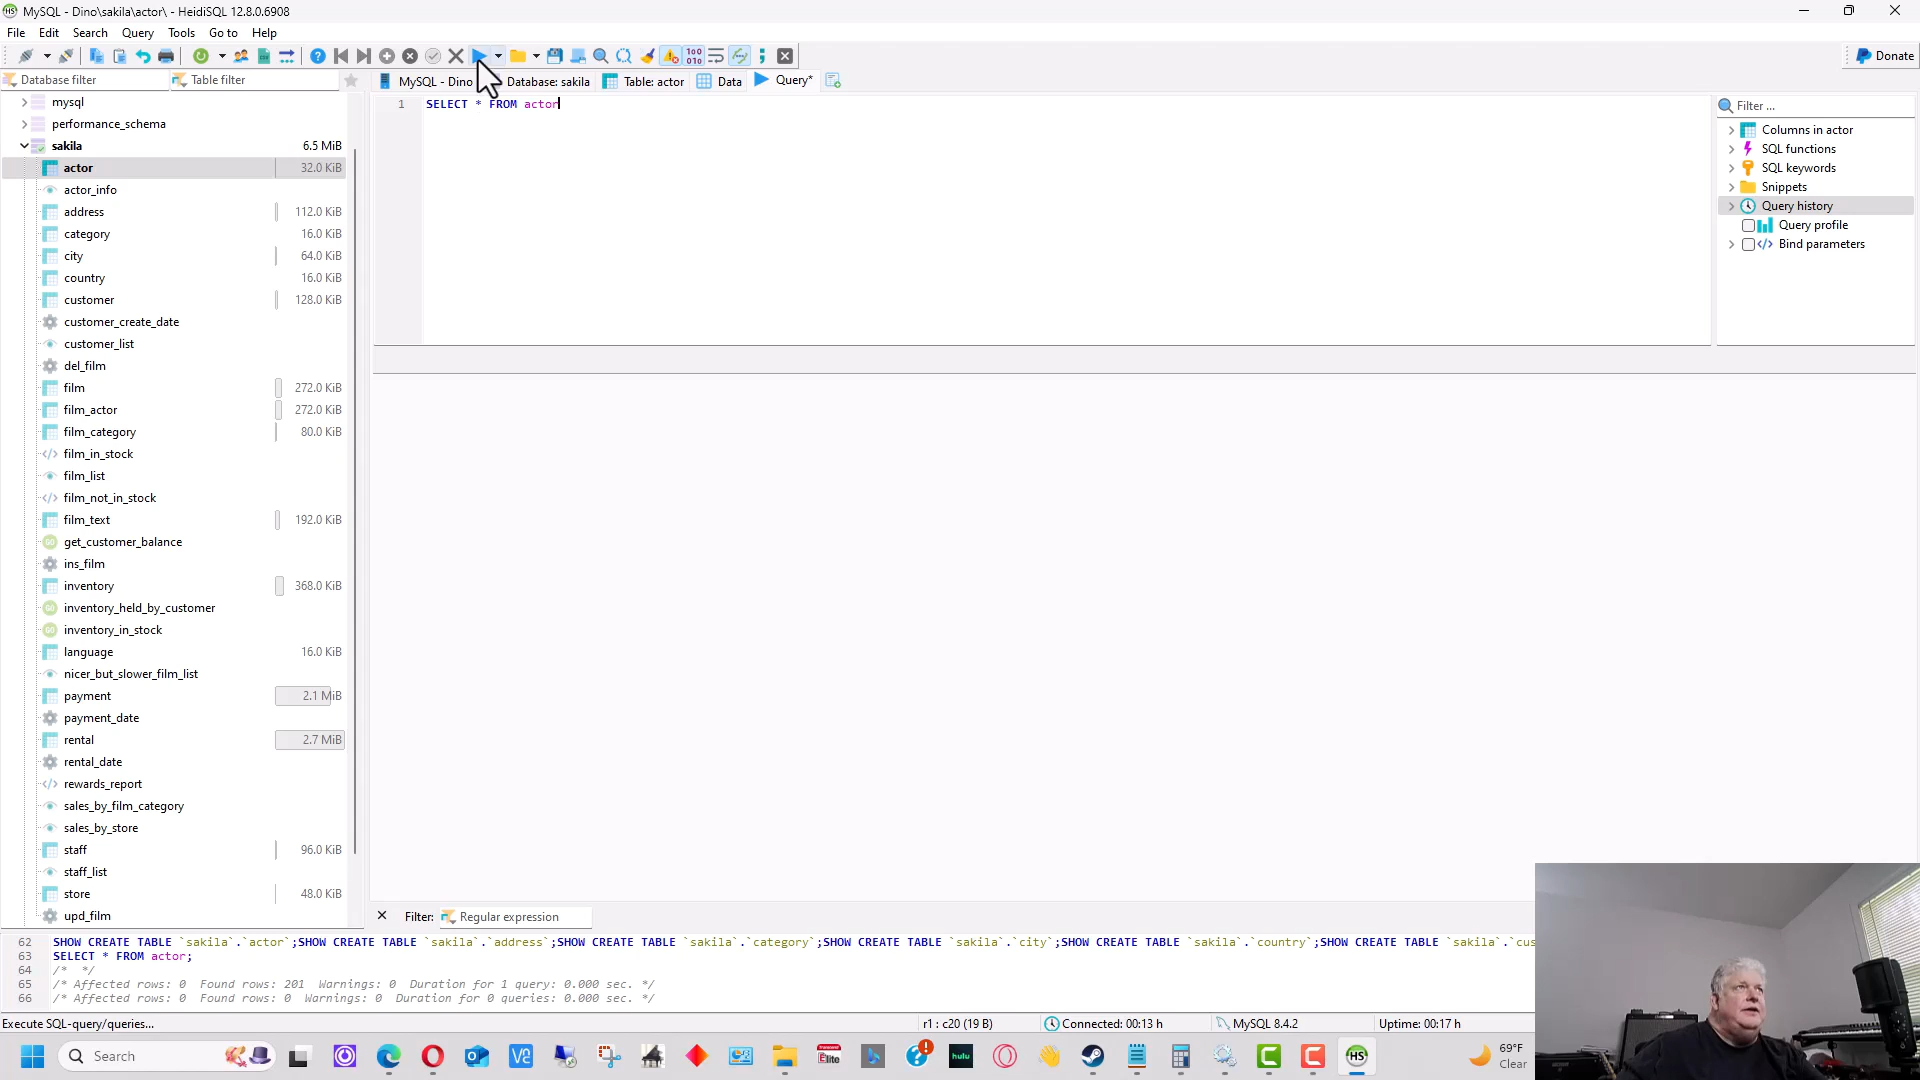 MySQL - Dino\sakila\actor\ - HeidiSQL 12.8.0.6908
File Edit Search Query Tools Go to Help
Donate
Database filter Table filter
MySQL - Dino Database: sakila Table: actor Data Query*
mysql
performance_schema
sakila 6.5 MiB
actor 32.0 KiB
actor_info
address 112.0 KiB
category 16.0 KiB
city 64.0 KiB
country 16.0 KiB
customer 128.0 KiB
customer_create_date
customer_list
del_film
film 272.0 KiB
film_actor 272.0 KiB
film_category 80.0 KiB
film_in_stock
film_list
film_not_in_stock
film_text 192.0 KiB
get_customer_balance
ins_film
inventory 368.0 KiB
inventory_held_by_customer
inventory_in_stock
language 16.0 KiB
nicer_but_slower_film_list
payment 2.1 MiB
payment_date
rental 2.7 MiB
rental_date
rewards_report
sales_by_film_category
sales_by_store
staff 96.0 KiB
staff_list
store 48.0 KiB
upd_film
1 SELECT * FROM actor
Filter ...
Columns in actor
SQL functions
SQL keywords
Snippets
Query history
Query profile
Bind parameters
Filter: Regular expression
62 SHOW CREATE TABLE `sakila`.`actor`;SHOW CREATE TABLE `sakila`.`address`;SHOW CREATE TABLE `sakila`.`category`;SHOW CREATE TABLE `sakila`.`city`;SHOW CREATE TABLE `sakila`.`country`;SHOW CREATE TABLE `sakila`.`cus
63 SELECT * FROM actor;
64 /* */
65 /* Affected rows: 0 Found rows: 201 Warnings: 0 Duration for 1 query: 0.000 sec. */
66 /* Affected rows: 0 Found rows: 0 Warnings: 0 Duration for 0 queries: 0.000 sec. */
Execute SQL-query/queries... r1 : c20 (19 B) Connected: 00:13 h MySQL 8.4.2 Uptime: 00:17 h
Search
hulu
HS
69°F
Clear